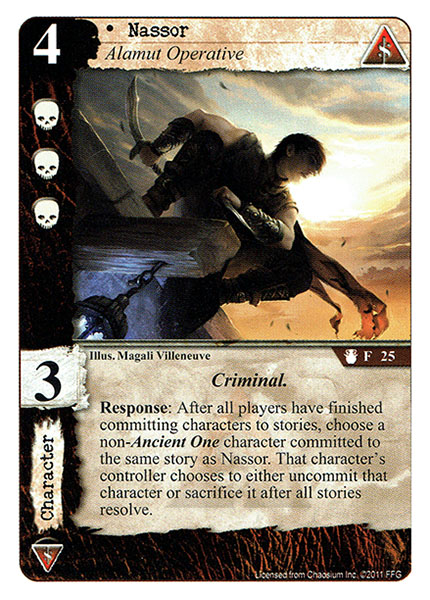 4
• Nassor
Alamut Operative
Illus. Magali Villeneuve
F 25
3
Character
Criminal.
Response: After all players have finished
committing characters to stories, choose a
non-Ancient One character committed to
the same story as Nassor. That character's
controller chooses to either uncommit that
character or sacrifice it after all stories
resolve.
Licensed from Chaosium Inc. ©2011 FFG